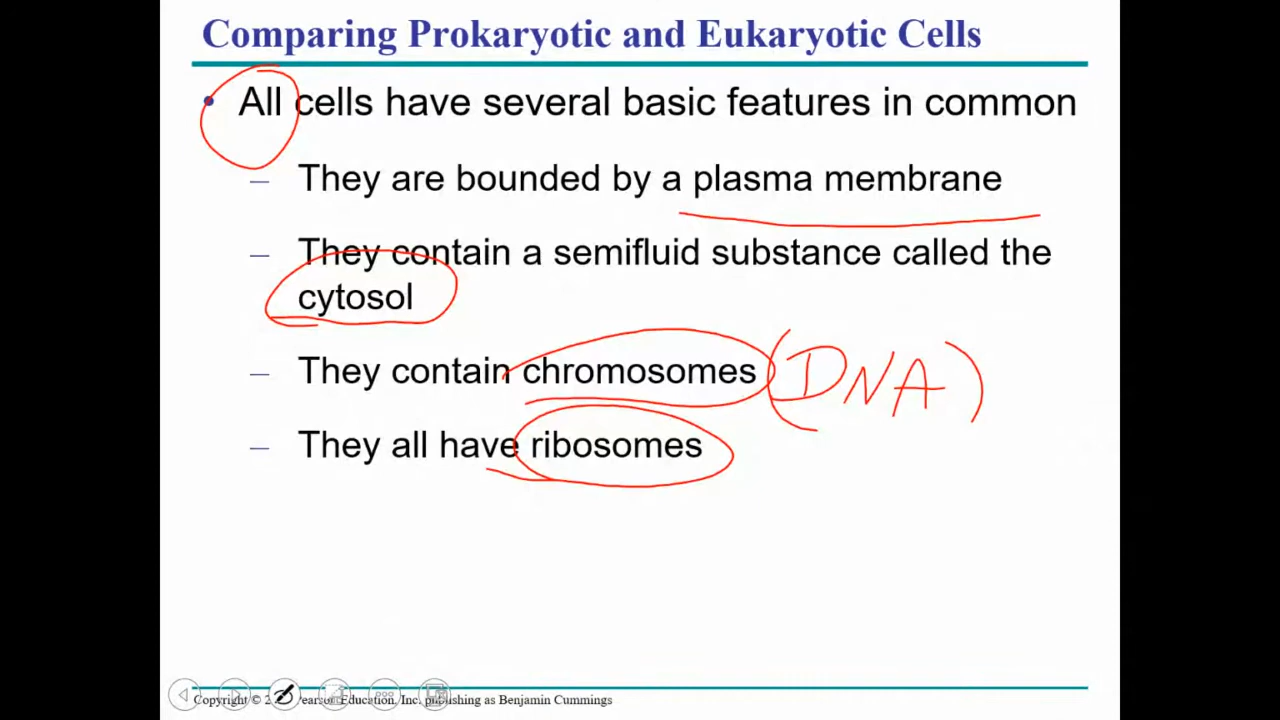 Comparing Prokaryotic and Eukaryotic Cells
• All cells have several basic features in common
– They are bounded by a plasma membrane
– They contain a semifluid substance called the
cytosol
– They contain chromosomes (DNA)
– They all have ribosomes
Copyright © Pearson Education, Inc. publishing as Benjamin Cummings